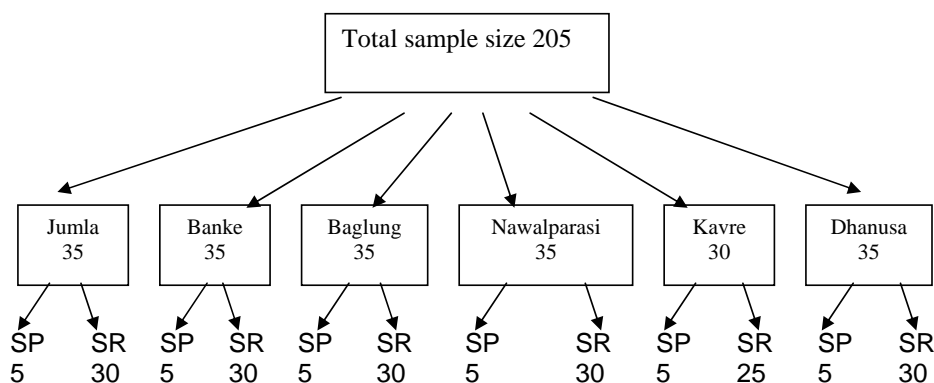 Total sample size 205
Jumla
35
Banke
35
Baglung
35
Nawalparasi
35
Kavre
30
Dhanusa
35
SP SR SP SR SP SR SP SR SP SR SP SR
5 30 5 30 5 30 5 30 5 25 5 30